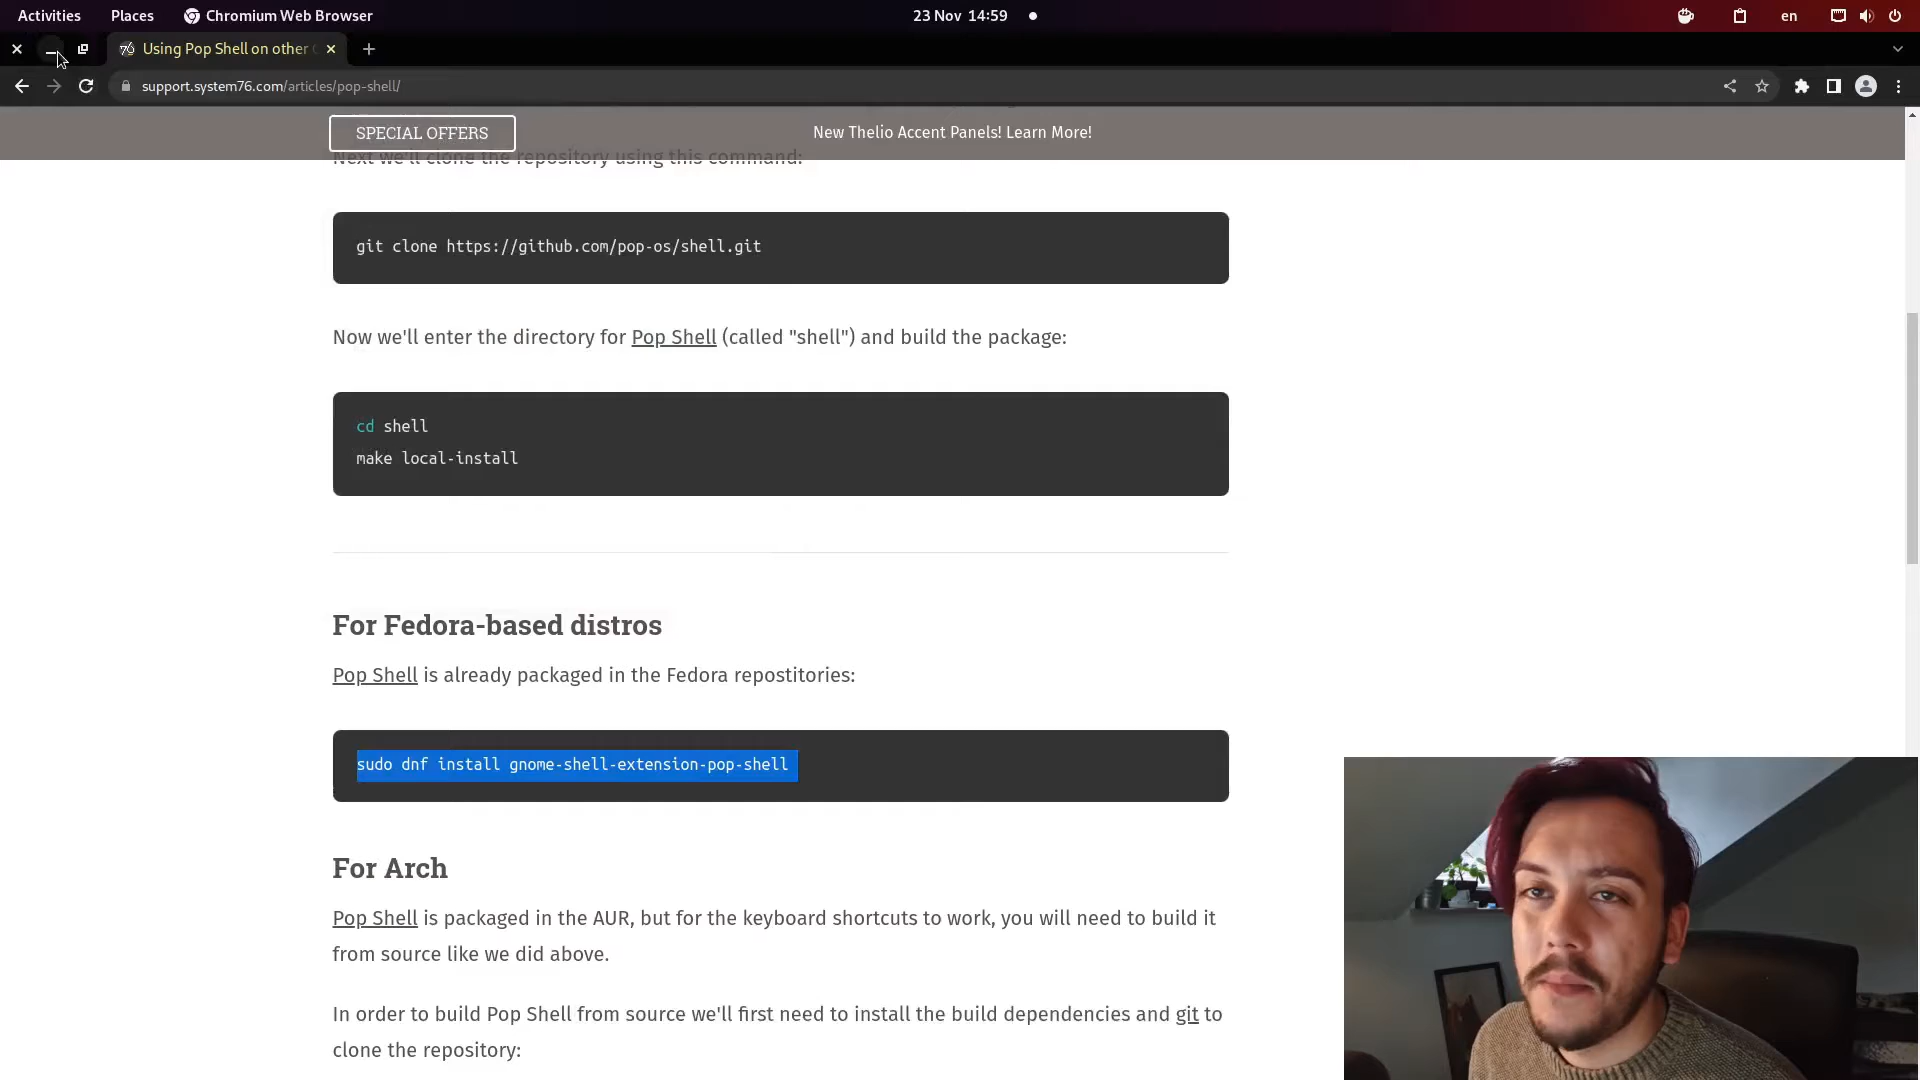 Activities
Places
Chromium Web Browser
23 Nov 14:59
en
Using Pop Shell on other
support.system76.com/articles/pop-shell/
SPECIAL OFFERS
New Thelio Accent Panels! Learn More!
Next we'll clone the repository using this command:
git clone https://github.com/pop-os/shell.git
Now we'll enter the directory for Pop Shell (called "shell") and build the package:
cd shell
make local-install
For Fedora-based distros
Pop Shell is already packaged in the Fedora repostitories:
sudo dnf install gnome-shell-extension-pop-shell
For Arch
Pop Shell is packaged in the AUR, but for the keyboard shortcuts to work, you will need to build it
from source like we did above.
In order to build Pop Shell from source we'll first need to install the build dependencies and git to
clone the repository: